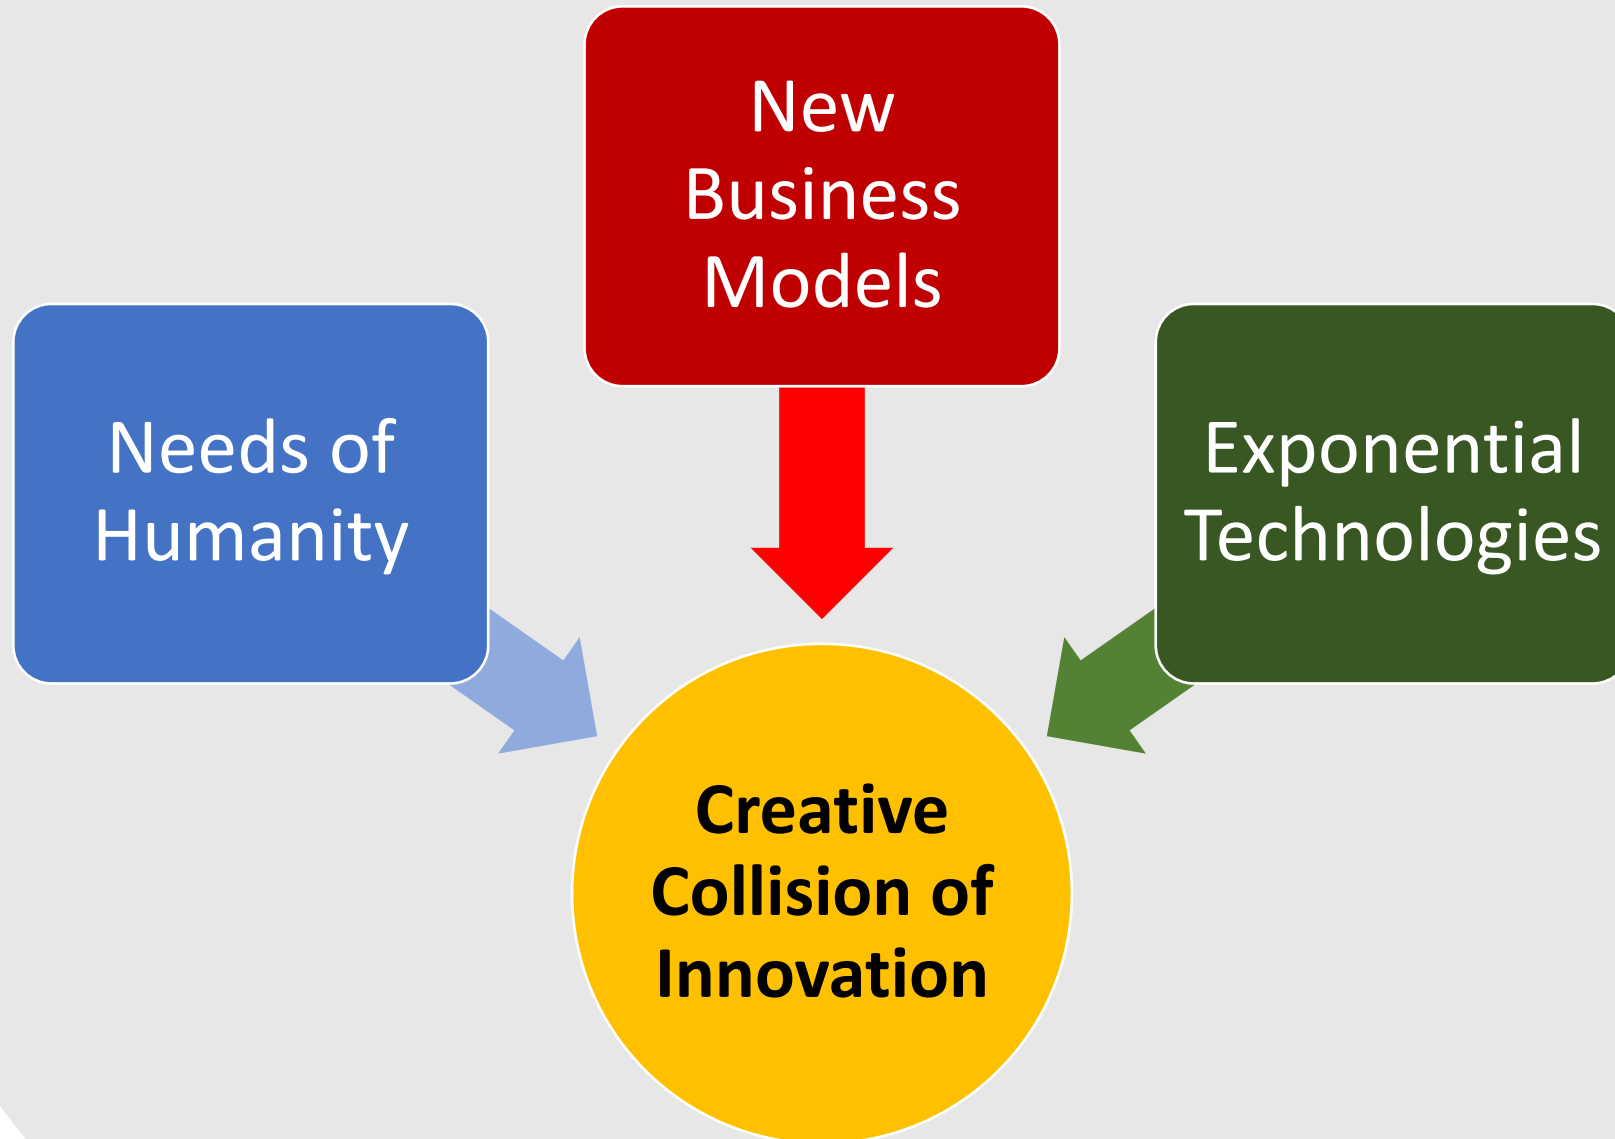 New
Business
Models
Needs of
Humanity
Exponential
Technologies
Creative
Collision of
Innovation